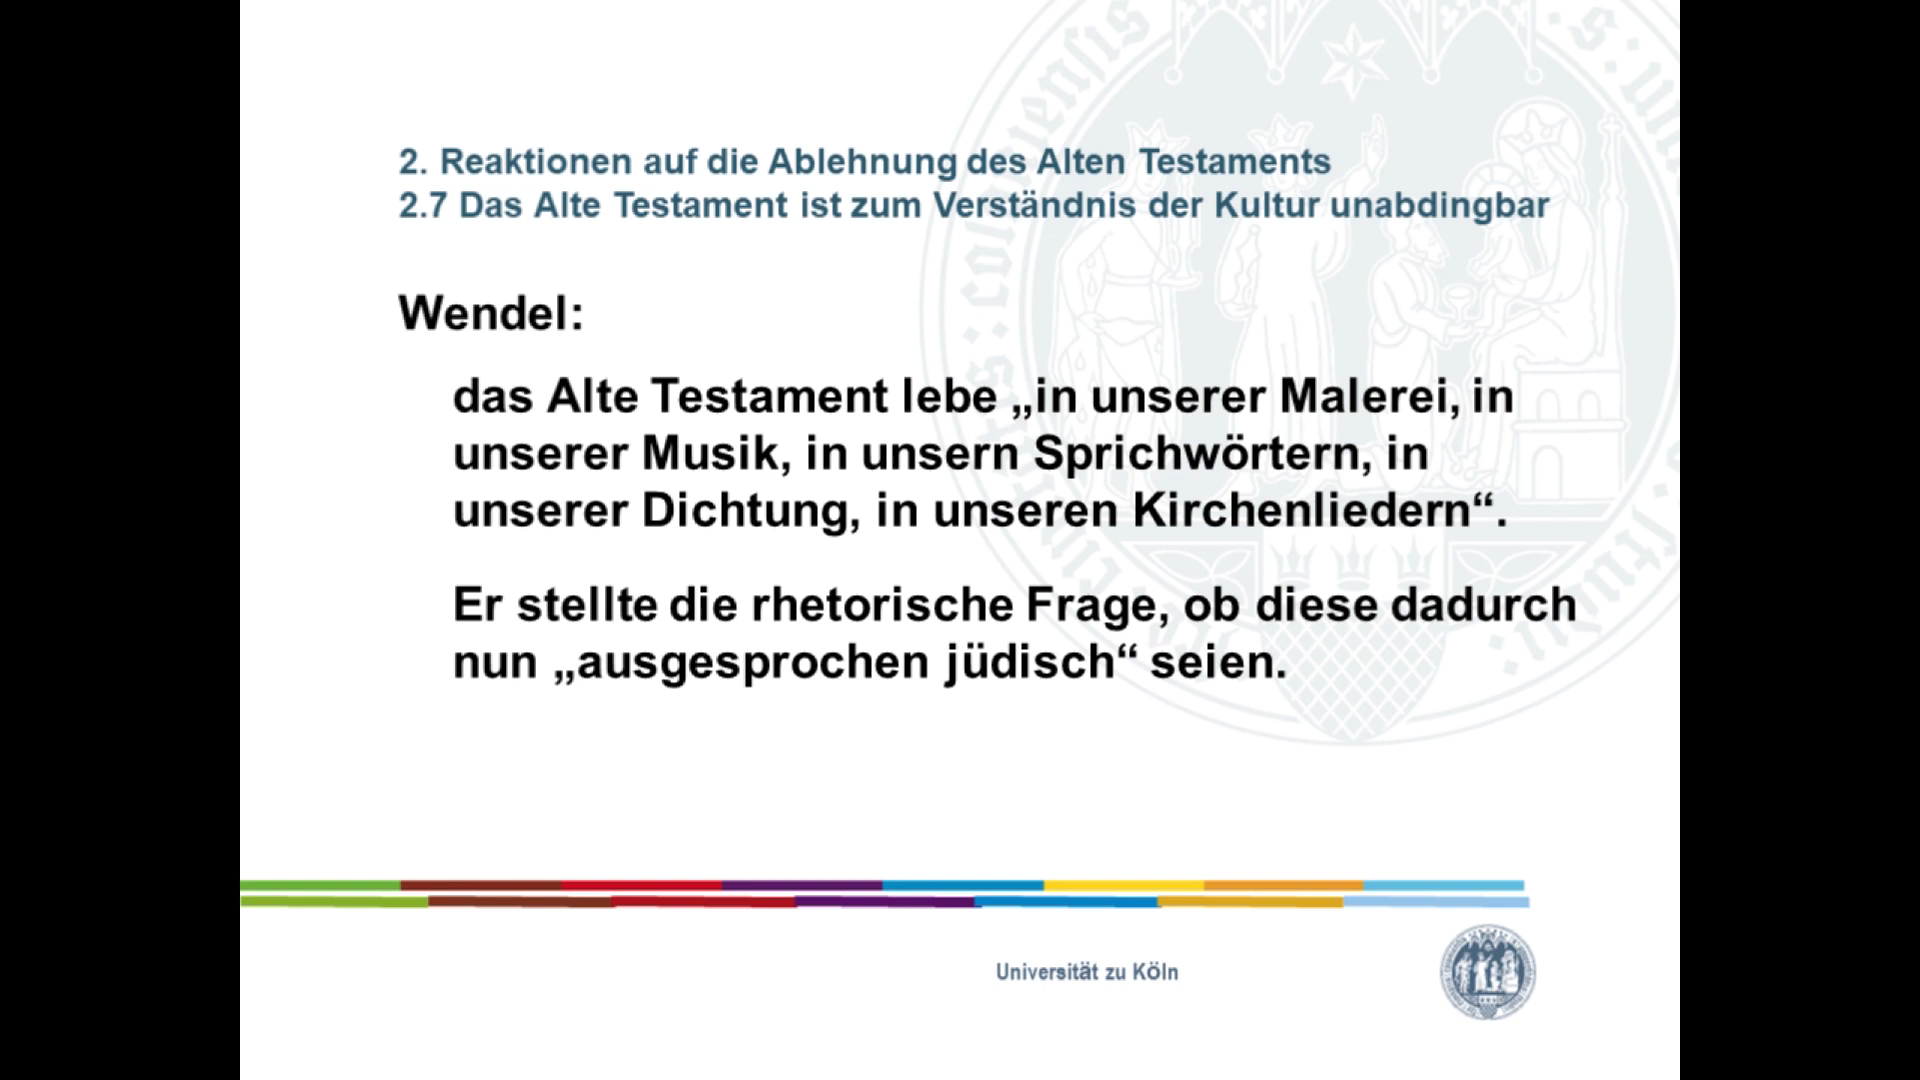 2. Reaktionen auf die Ablehnung des Alten Testaments
2.7 Das Alte Testament ist zum Verständnis der Kultur unabdingbar
Wendel:
das Alte Testament lebe „in unserer Malerei, in
unserer Musik, in unsern Sprichwörtern, in
unserer Dichtung, in unseren Kirchenliedern“.
Er stellte die rhetorische Frage, ob diese dadurch
nun „ausgesprochen jüdisch“ seien.
Universität zu Köln